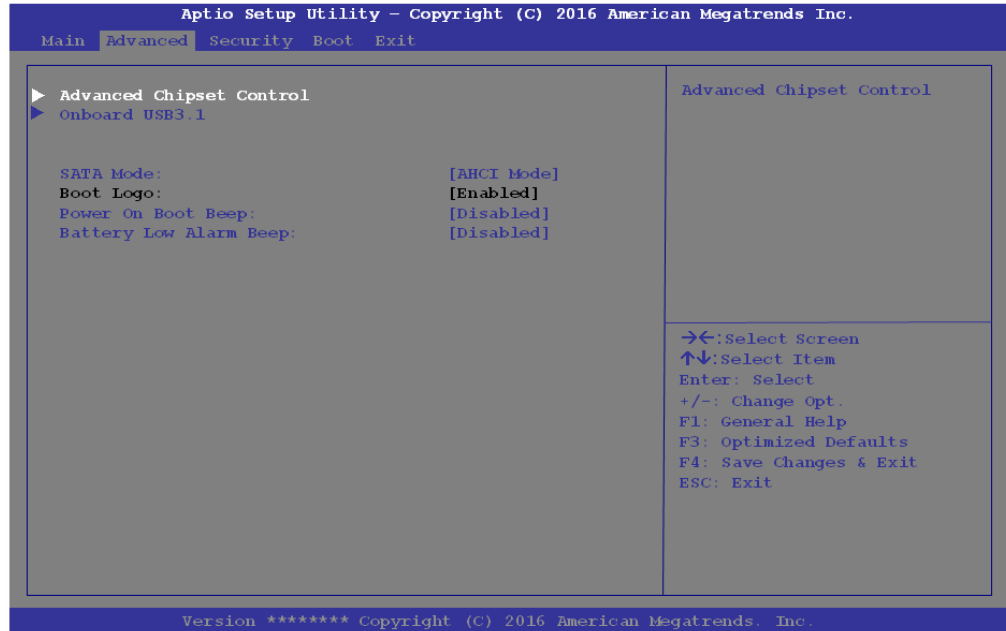 Aptio Setup Utility – Copyright (C) 2016 American Megatrends Inc.
Main Advanced Security Boot Exit
▶ Advanced Chipset Control
▶ Onboard USB3.1
SATA Mode: [AHCI Mode]
Boot Logo: [Enabled]
Power On Boot Beep: [Disabled]
Battery Low Alarm Beep: [Disabled]
Advanced Chipset Control
→←:Select Screen
↑↓:Select Item
Enter: Select
+/-: Change Opt.
F1: General Help
F3: Optimized Defaults
F4: Save Changes & Exit
ESC: Exit
Version ******** Copyright (C) 2016 American Megatrends. Inc.